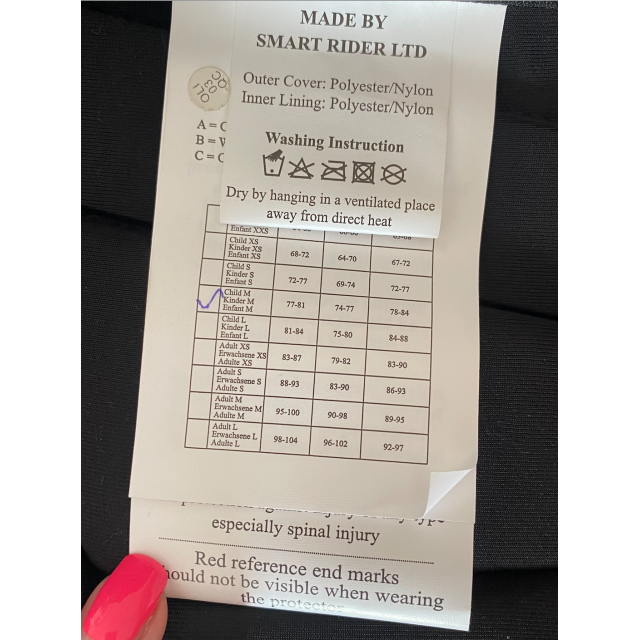 MADE BY
SMART RIDER LTD
Outer Cover: Polyester/Nylon
Inner Lining: Polyester/Nylon
QC
03
QLI
A = C
B =
C = C
Washing Instruction
Dry by hanging in a ventilated place
away from direct heat
Enfant XXS
Child XS
Kinder XS
Enfant XS
68-72
64-70
67-72
Child S
Kinder S
Enfant S
72-77
69-74
72-77
Child M
Kinder M
Enfant M
77-81
74-77
78-84
Child L
Kinder L
Enfant L
81-84
75-80
84-88
Adult XS
Erwachsene XS
Adulte XS
83-87
79-82
83-90
Adult S
Erwachsene S
Adulte S
88-93
83-90
86-93
Adult M
Erwachsene M
Adulte M
95-100
90-98
89-95
Adult L
Erwachsene L
Adulte L
98-104
96-102
92-97
especially spinal injury
Red reference end marks
hould not be visible when wearing
the protector